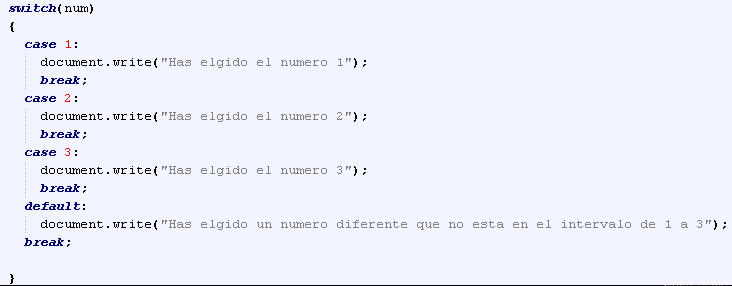 switch(num)
{
case 1:
document.write("Has elgido el numero 1");
break;
case 2:
document.write("Has elgido el numero 2");
break;
case 3:
document.write("Has elgido el numero 3");
break;
default:
document.write("Has elgido un numero diferente que no esta en el intervalo de 1 a 3");
break;
}